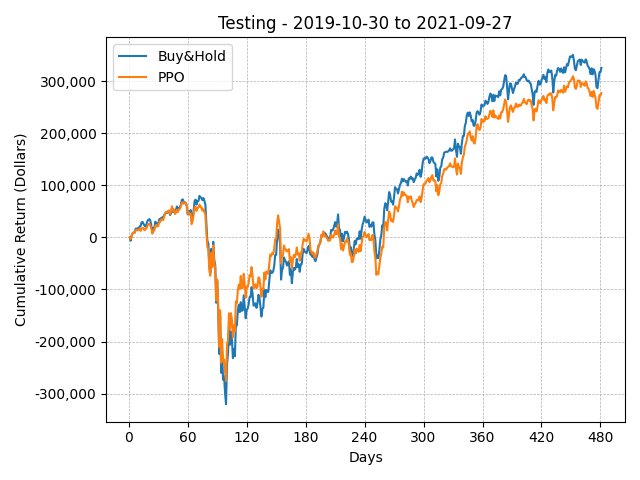 Testing - 2019-10-30 to 2021-09-27
Buy&Hold
PPO
Cumulative Return (Dollars)
300,000
200,000
100,000
0
-100,000
-200,000
-300,000
0 60 120 180 240 300 360 420 480
Days